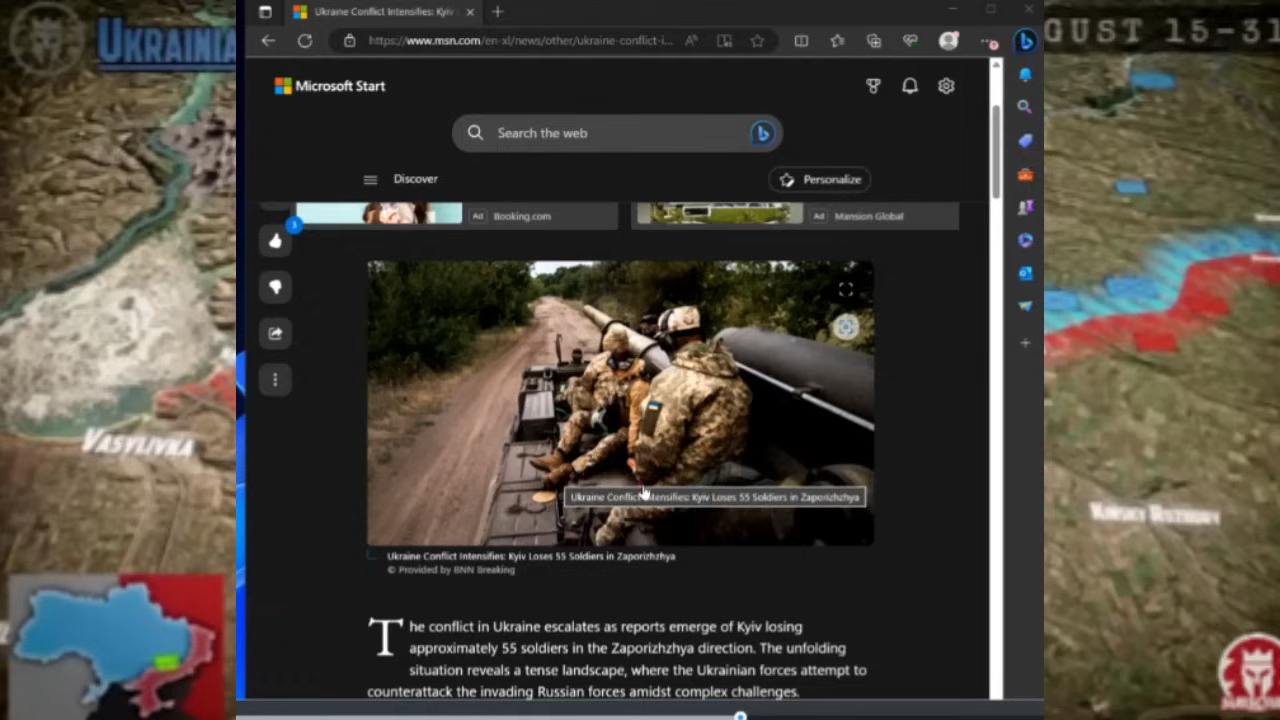 UKRAINIA
GUST 15-31
Ukraine Conflict Intensifies: Kyiv
https://www.msn.com/en-xl/news/other/ukraine-conflict-i...
Microsoft Start
Search the web
Discover
Personalize
Ad Booking.com
Ad Mansion Global
3
Ukraine Conflict Intensifies: Kyiv Loses 55 Soldiers in Zaporizhzhya
Ukraine Conflict Intensifies: Kyiv Loses 55 Soldiers in Zaporizhzhya
© Provided by BNN Breaking
The conflict in Ukraine escalates as reports emerge of Kyiv losing
approximately 55 soldiers in the Zaporizhzhya direction. The unfolding
situation reveals a tense landscape, where the Ukrainian forces attempt to
counterattack the invading Russian forces amidst complex challenges.
VASYLIVKA